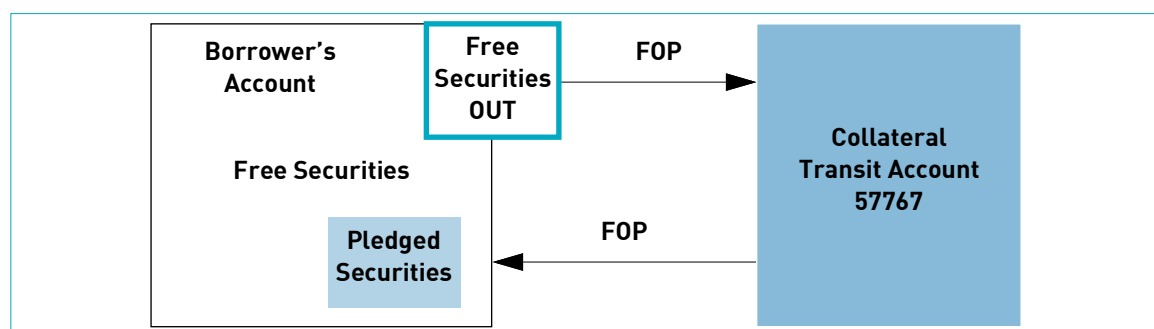 Borrower’s
Account
Free
Securities
OUT
FOP
Collateral
Transit Account
57767
Free Securities
Pledged
Securities
FOP